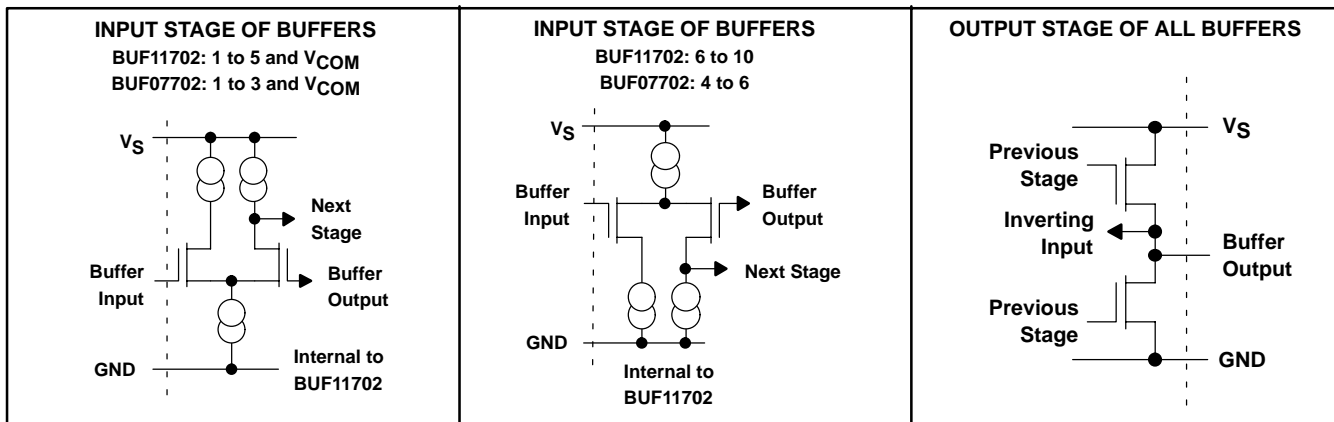 INPUT STAGE OF BUFFERS
BUF11702: 1 to 5 and VCOM
BUF07702: 1 to 3 and VCOM
VS
Next
Stage
Buffer
Input
Buffer
Output
GND
Internal to
BUF11702
INPUT STAGE OF BUFFERS
BUF11702: 6 to 10
BUF07702: 4 to 6
VS
Buffer
Input
Buffer
Output
Next Stage
GND
Internal to
BUF11702
OUTPUT STAGE OF ALL BUFFERS
VS
Previous
Stage
Inverting
Input
Buffer
Output
Previous
Stage
GND